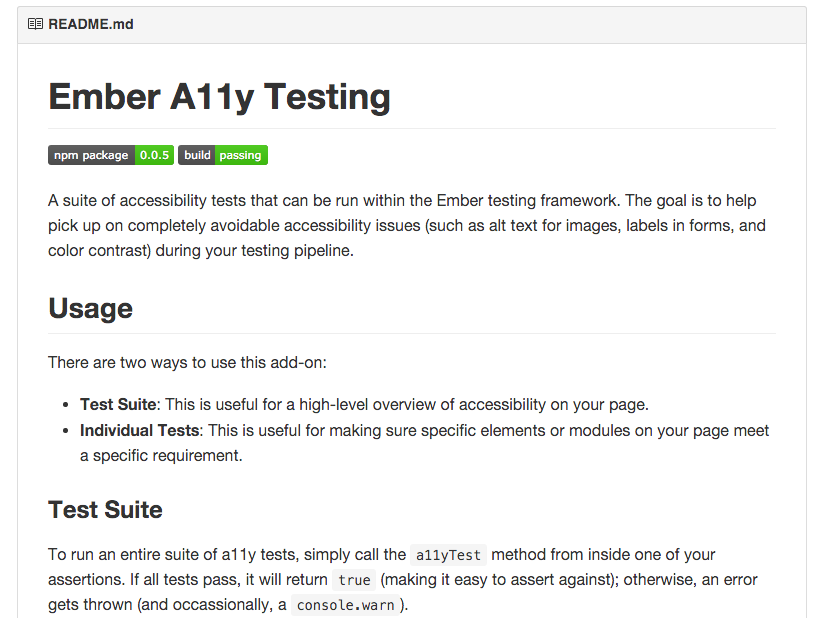 README.md
Ember A11y Testing
npm package 0.0.5 build passing
A suite of accessibility tests that can be run within the Ember testing framework. The goal is to help
pick up on completely avoidable accessibility issues (such as alt text for images, labels in forms, and
color contrast) during your testing pipeline.
Usage
There are two ways to use this add-on:
• Test Suite: This is useful for a high-level overview of accessibility on your page.
• Individual Tests: This is useful for making sure specific elements or modules on your page meet
a specific requirement.
Test Suite
To run an entire suite of a11y tests, simply call the a11yTest method from inside one of your
assertions. If all tests pass, it will return true (making it easy to assert against); otherwise, an error
gets thrown (and occassionally, a console.warn ).